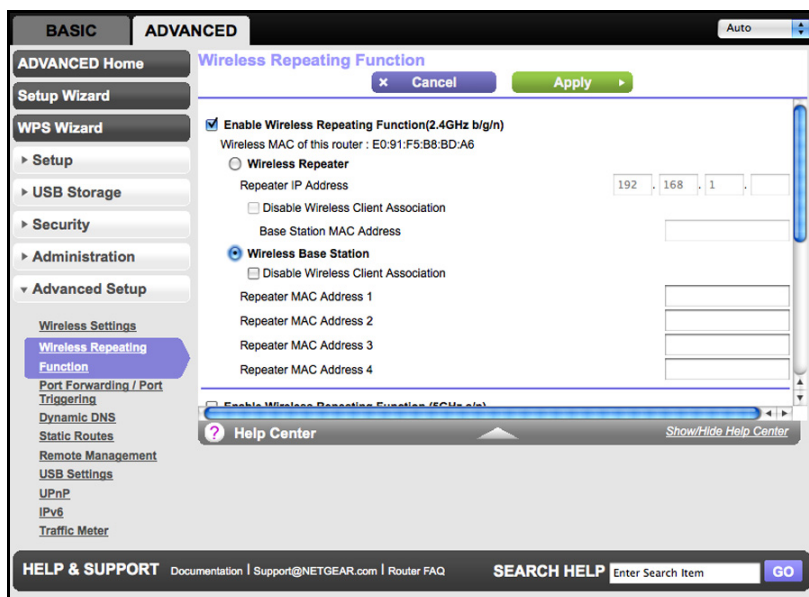 BASIC
ADVANCED
Auto
ADVANCED Home
Setup Wizard
WPS Wizard
Setup
USB Storage
Security
Administration
Advanced Setup
Wireless Settings
Wireless Repeating
Function
Port Forwarding / Port
Triggering
Dynamic DNS
Static Routes
Remote Management
USB Settings
UPnP
IPv6
Traffic Meter
Wireless Repeating Function
× Cancel
Apply
Enable Wireless Repeating Function(2.4GHz b/g/n)
Wireless MAC of this router : E0:91:F5:B8:BD:A6
Wireless Repeater
Repeater IP Address 192 . 168 . 1 .
Disable Wireless Client Association
Base Station MAC Address
Wireless Base Station
Disable Wireless Client Association
Repeater MAC Address 1
Repeater MAC Address 2
Repeater MAC Address 3
Repeater MAC Address 4
Enable Wireless Repeating Function (5GHz a/n)
? Help Center
Show/Hide Help Center
HELP & SUPPORT Documentation | Support@NETGEAR.com | Router FAQ
SEARCH HELP Enter Search Item GO